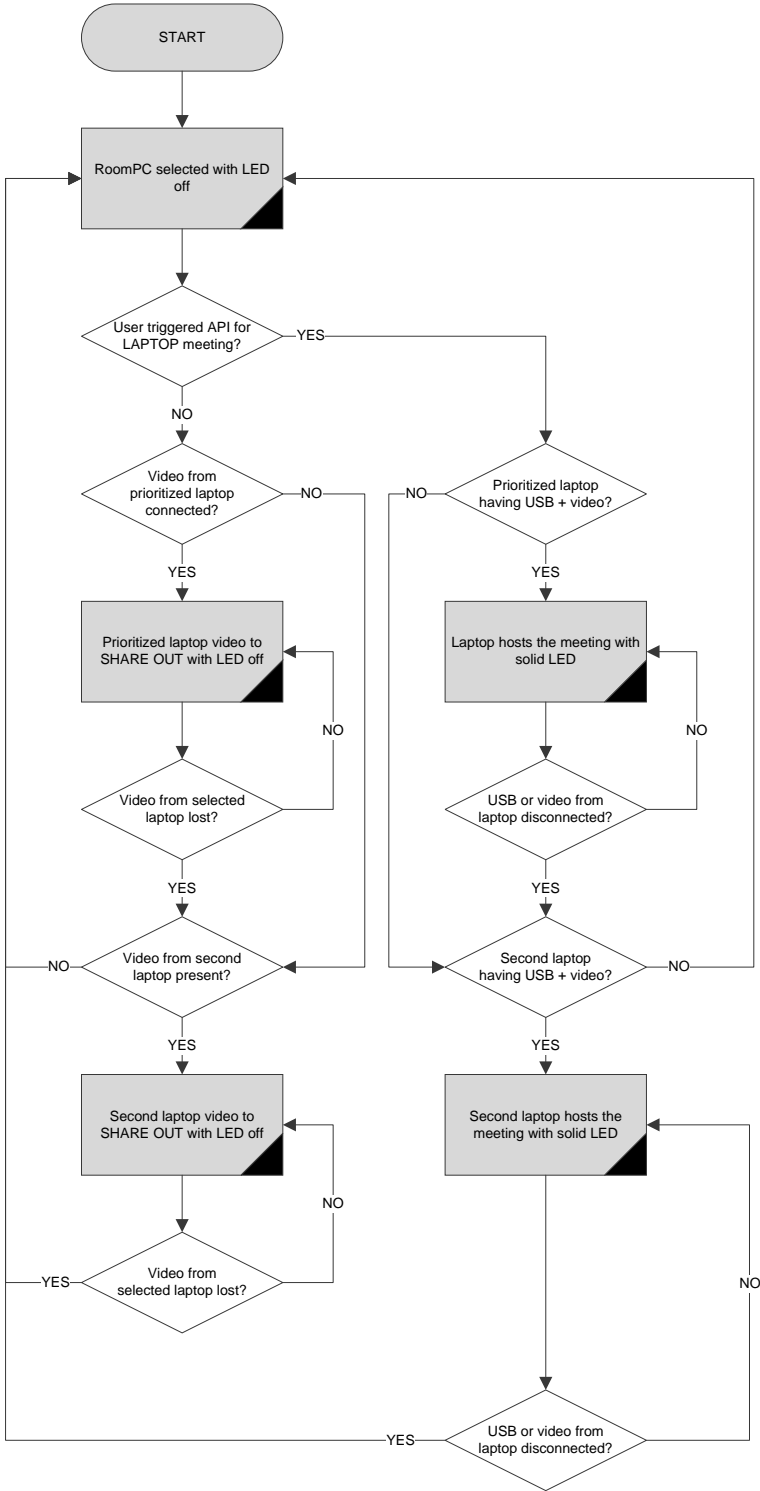 START
RoomPC selected with LED
off
User triggered API for
LAPTOP meeting?
YES
NO
Video from
prioritized laptop
connected?
NO
NO
Prioritized laptop
having USB + video?
YES
YES
Prioritized laptop video to
SHARE OUT with LED off
Laptop hosts the meeting with
solid LED
NO
NO
Video from selected
laptop lost?
USB or video from
laptop disconnected?
YES
YES
NO
Video from second
laptop present?
Second laptop
having USB + video?
NO
YES
YES
Second laptop video to
SHARE OUT with LED off
Second laptop hosts the
meeting with solid LED
NO
YES
Video from
selected laptop lost?
NO
YES
USB or video from
laptop disconnected?